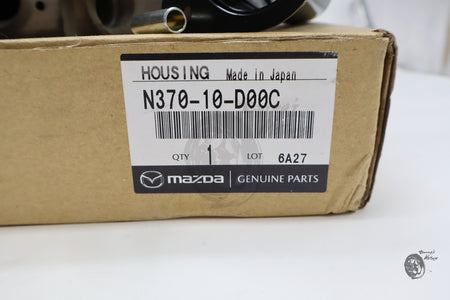 HOUSING Made in Japan
N370-10-D00C
QTY 1 LOT 6A27
mazda GENUINE PARTS